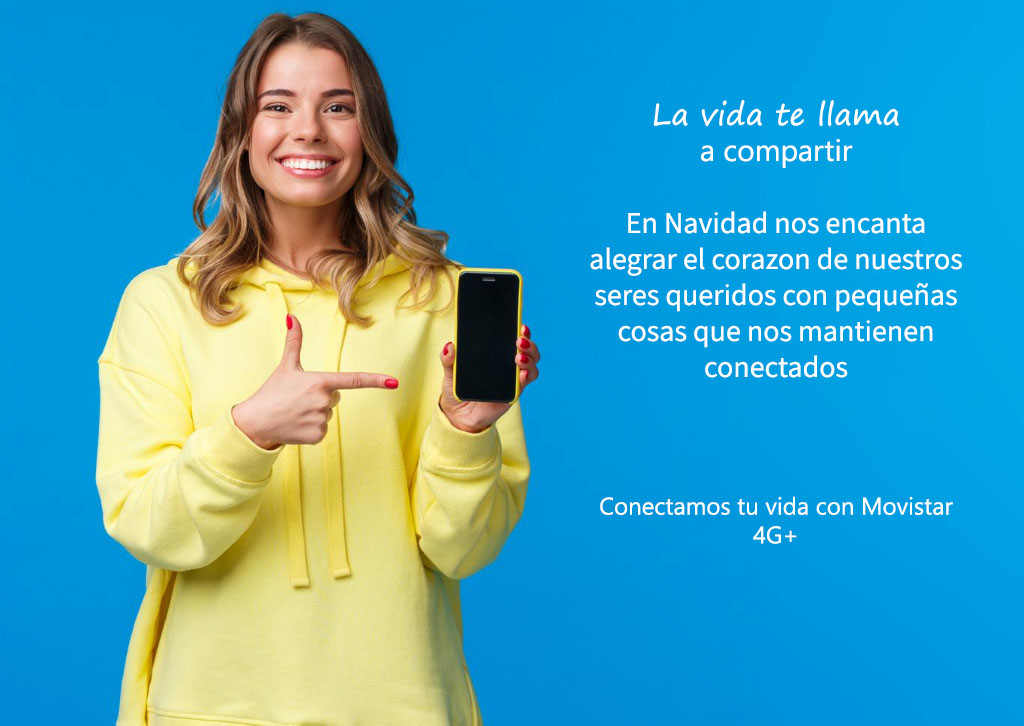 La vida te llama
a compartir
En Navidad nos encanta
alegrar el corazon de nuestros
seres queridos con pequeñas
cosas que nos mantienen
conectados
Conectamos tu vida con Movistar
4G+